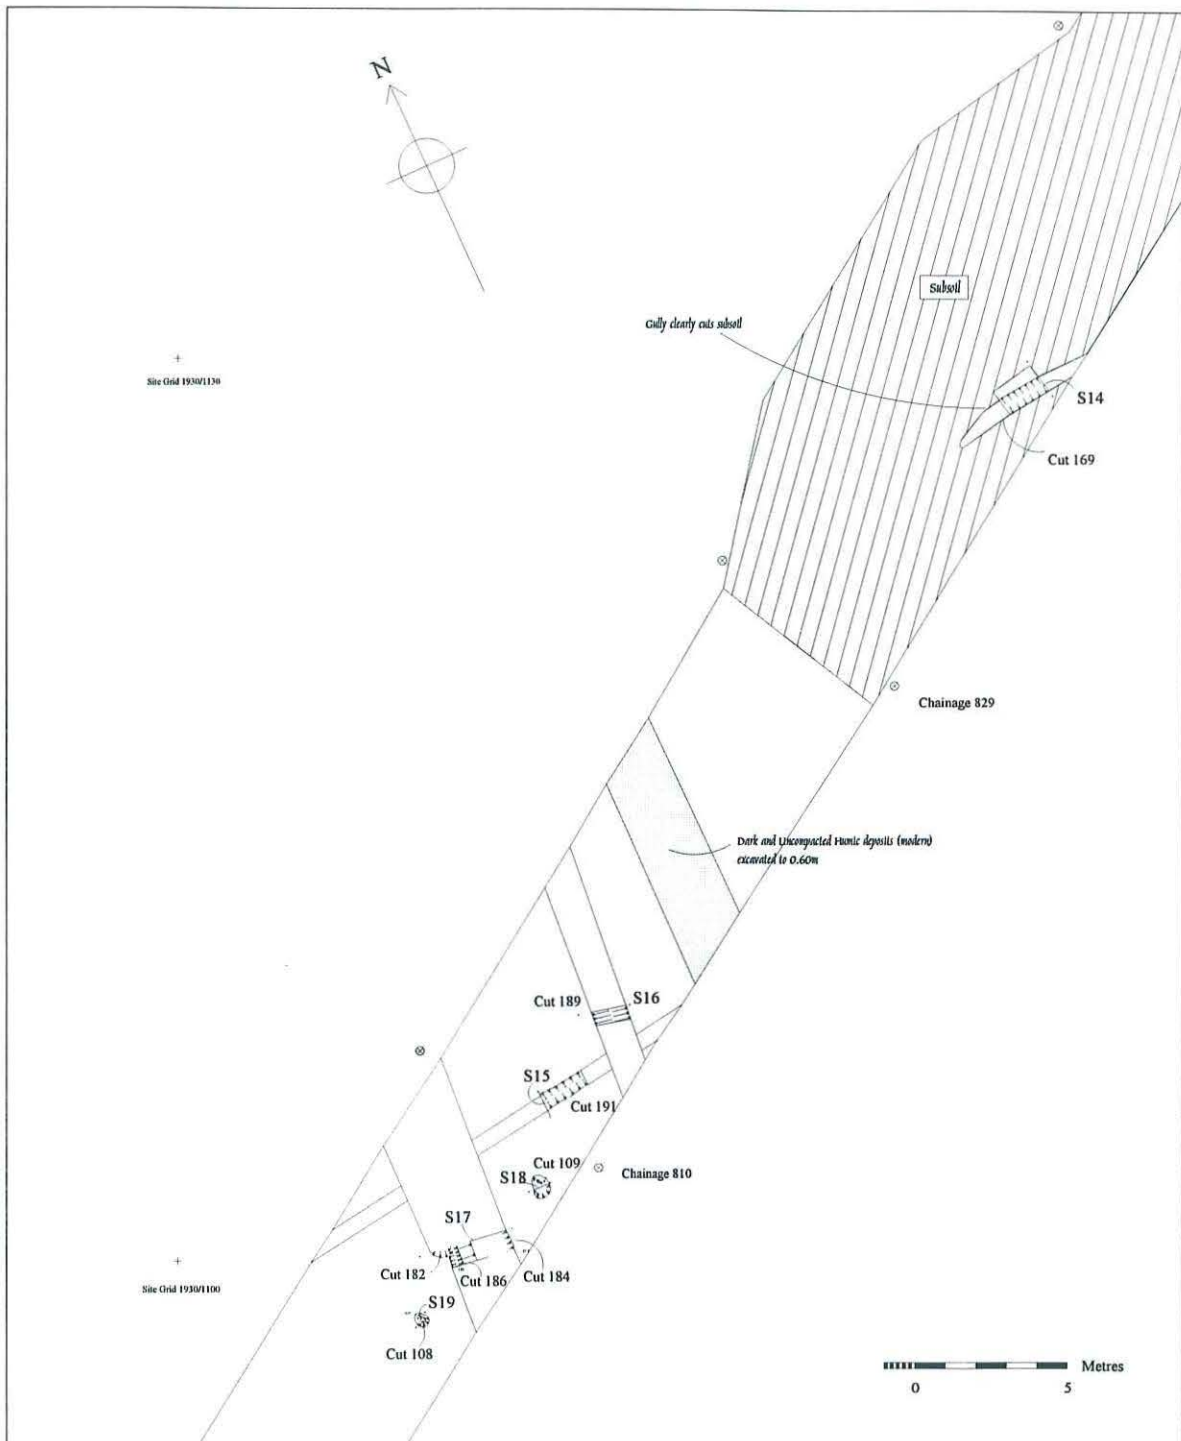 N
Subsoil
Gully clearly cuts subsoil
Site Grid 1930/1130
S14
Cut 169
Chainage 829
Dark and Uncompacted Humic deposits (modern)
excavated to 0.60m
Cut 189
S16
S15
Cut 191
Cut 109
S18
Chainage 810
S17
Cut 182
Cut 186
Cut 184
Site Grid 1930/1100
S19
Cut 108
Metres
0
5